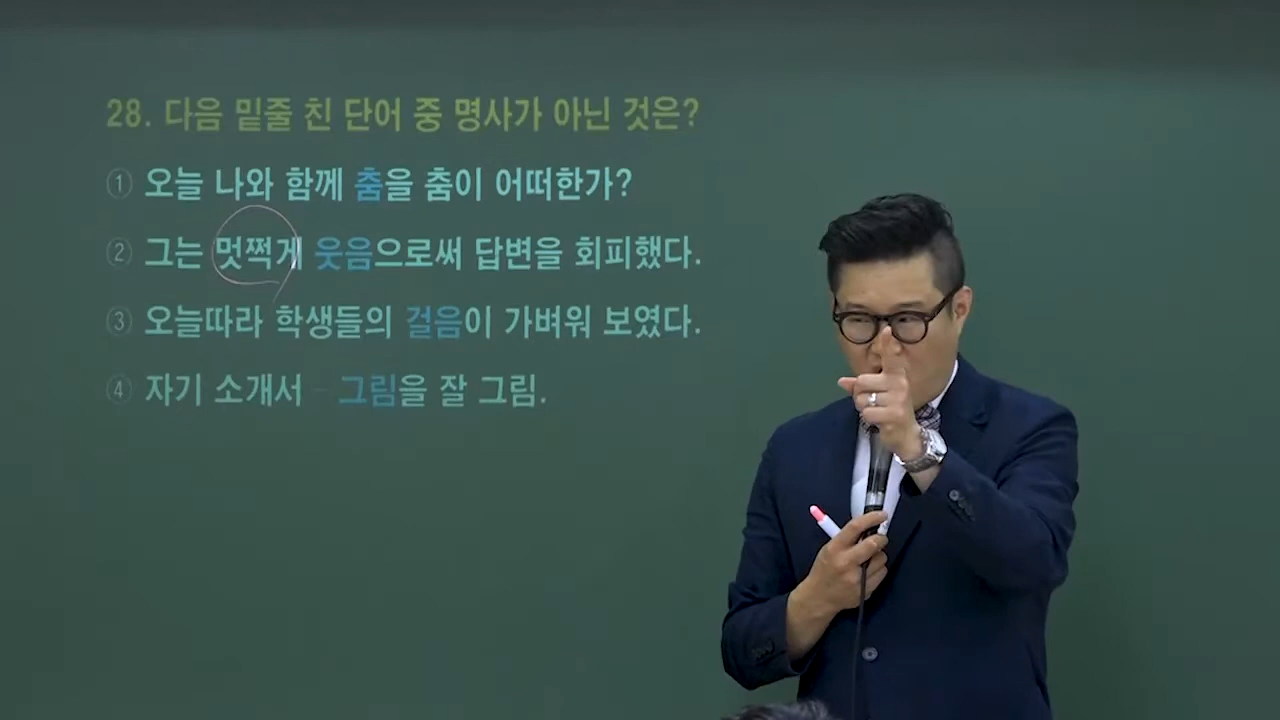 28. 다음 밑줄 친 단어 중 명사가 아닌 것은?
① 오늘 나와 함께 춤을 춤이 어떠한가?
② 그는 멋쩍게 웃음으로써 답변을 회피했다.
③ 오늘따라 학생들의 걸음이 가벼워 보였다.
④ 자기 소개서 - 그림을 잘 그림.